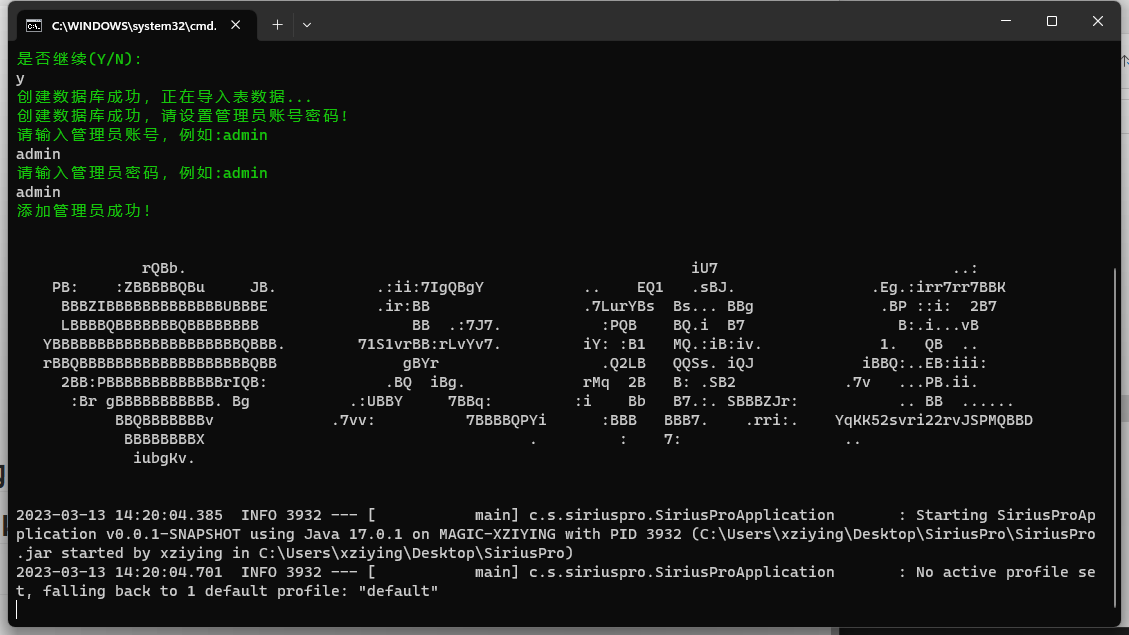 C:\WINDOWS\system32\cmd.
是否继续(Y/N):
y
创建数据库成功，正在导入表数据...
创建数据库成功，请设置管理员账号密码!
请输入管理员账号，例如:admin
admin
请输入管理员密码，例如:admin
admin
添加管理员成功!
rQBb.                                                        iU7                          ..:
PB:    :ZBBBBBQBu     JB.           .:ii:7IgQBgY           ..    EQ1   .sBJ.               .Eg.:irr7rr7BBK
BBBZIBBBBBBBBBBBBBUBBBE            .ir:BB                 .7LurYBs  Bs... BBg              .BP ::i:  2B7
LBBBBQBBBBBBBQBBBBBBBB                 BB  .:7J7.           :PQB    BQ.i  B7                 B:.i...vB
YBBBBBBBBBBBBBBBBBBBBBQBBB.        71S1vrBB:rLvYv7.         iY: :B1   MQ.:iB:iv.             1.   QB  ..
rBBQBBBBBBBBBBBBBBBBBBBQBB              gBYr                  .Q2LB   QQSs. iQJ            iBBQ:..EB:iii:
2BB:PBBBBBBBBBBBBBrIQB:             .BQ  iBg.             rMq  2B   B: .SB2            .7v   ...PB.ii.
:Br gBBBBBBBBBBB. Bg           .:UBBY     7BBq:         :i    Bb   B7.:. SBBBZJr:           .. BB  ......
BBQBBBBBBBv             .7vv:          7BBBBQPYi      :BBB   BBB7.    .rri:.    YqKK52svri22rvJSPMQBBD
BBBBBBBBX                                    .         :    7:                   ..
iubgKv.
2023-03-13 14:20:04.385  INFO 3932 --- [           main] c.s.siriuspro.SiriusProApplication       : Starting SiriusProAp
plication v0.0.1-SNAPSHOT using Java 17.0.1 on MAGIC-XZIYING with PID 3932 (C:\Users\xziying\Desktop\SiriusPro\SiriusPro
.jar started by xziying in C:\Users\xziying\Desktop\SiriusPro)
2023-03-13 14:20:04.701  INFO 3932 --- [           main] c.s.siriuspro.SiriusProApplication       : No active profile se
t, falling back to 1 default profile: "default"